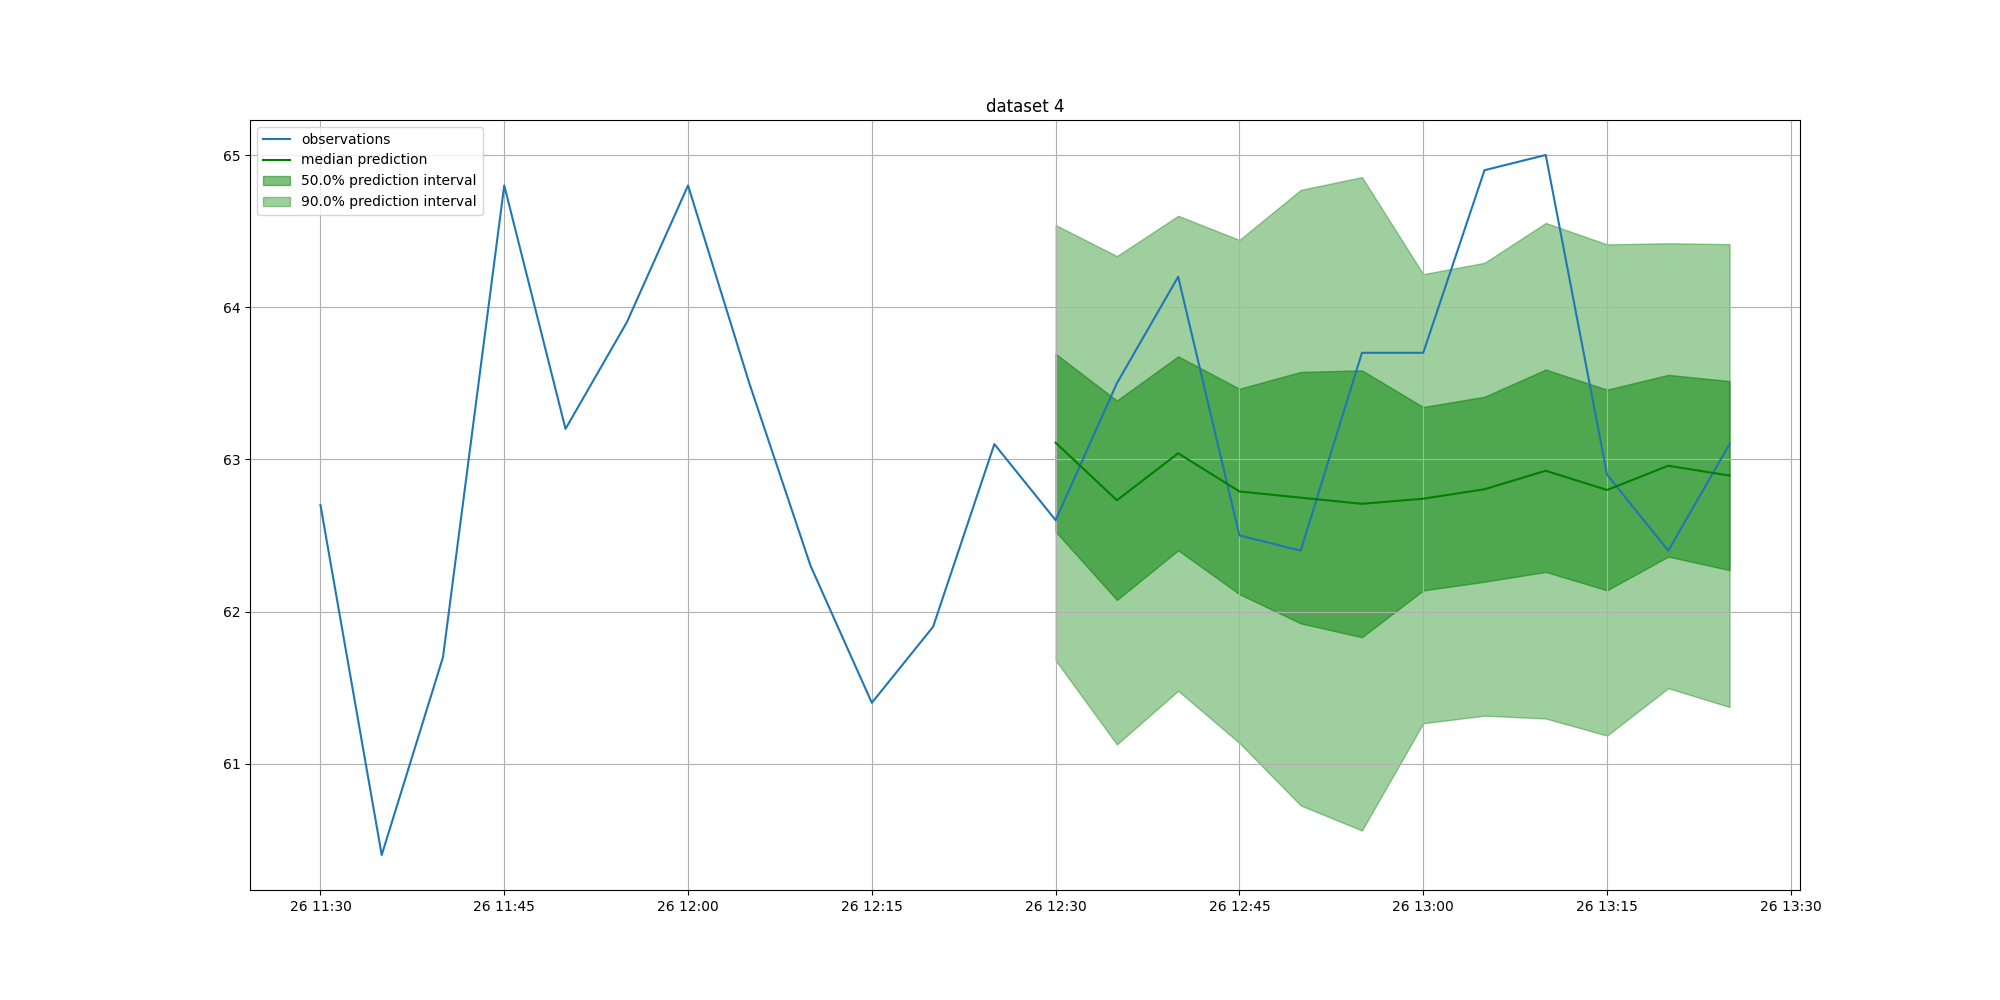 dataset 4
observations
median prediction
50.0% prediction interval
90.0% prediction interval
65
64
63
62
61
26 11:30 26 11:45 26 12:00 26 12:15 26 12:30 26 12:45 26 13:00 26 13:15 26 13:30